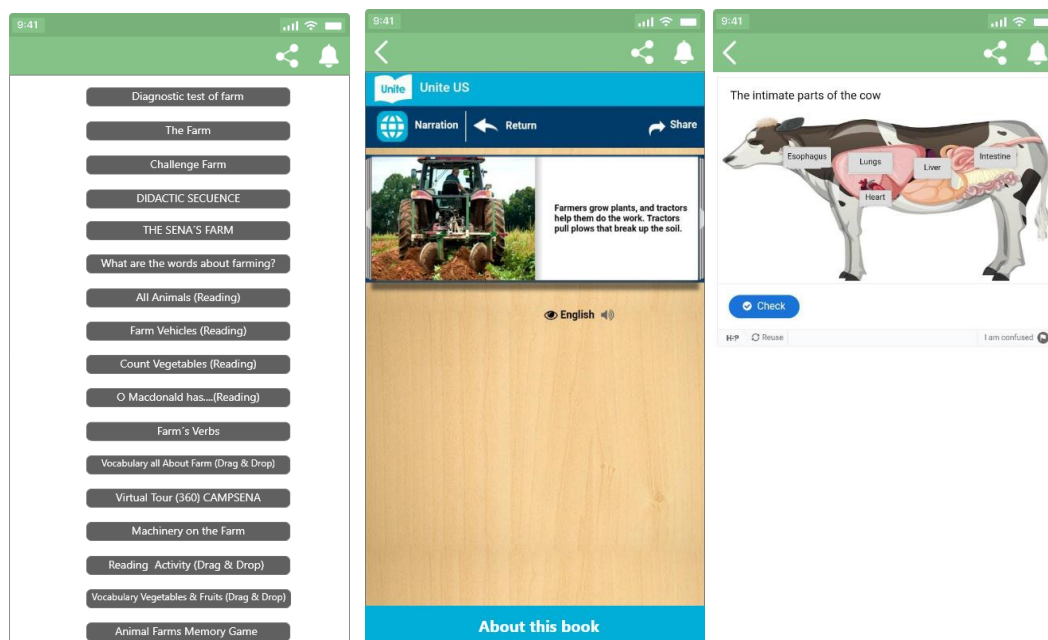 9:41
Diagnostic test of farm
The Farm
Challenge Farm
DIDACTIC SECUENCE
THE SENA´S FARM
What are the words about farming?
All Animals (Reading)
Farm Vehicles (Reading)
Count Vegetables (Reading)
O Macdonald has....(Reading)
Farm´s Verbs
Vocabulary all About Farm (Drag & Drop)
Virtual Tour (360) CAMPSENA
Machinery on the Farm
Reading Activity (Drag & Drop)
Vocabulary Vegetables & Fruits (Drag & Drop)
Animal Farms Memory Game
9:41
Unite Unite US
Narration Return Share
Farmers grow plants, and tractors
help them do the work. Tractors
pull plows that break up the soil.
English
About this book
9:41
The intimate parts of the cow
Esophagus Lungs Liver Intestine
Heart
Check
H5P Reuse I am confused